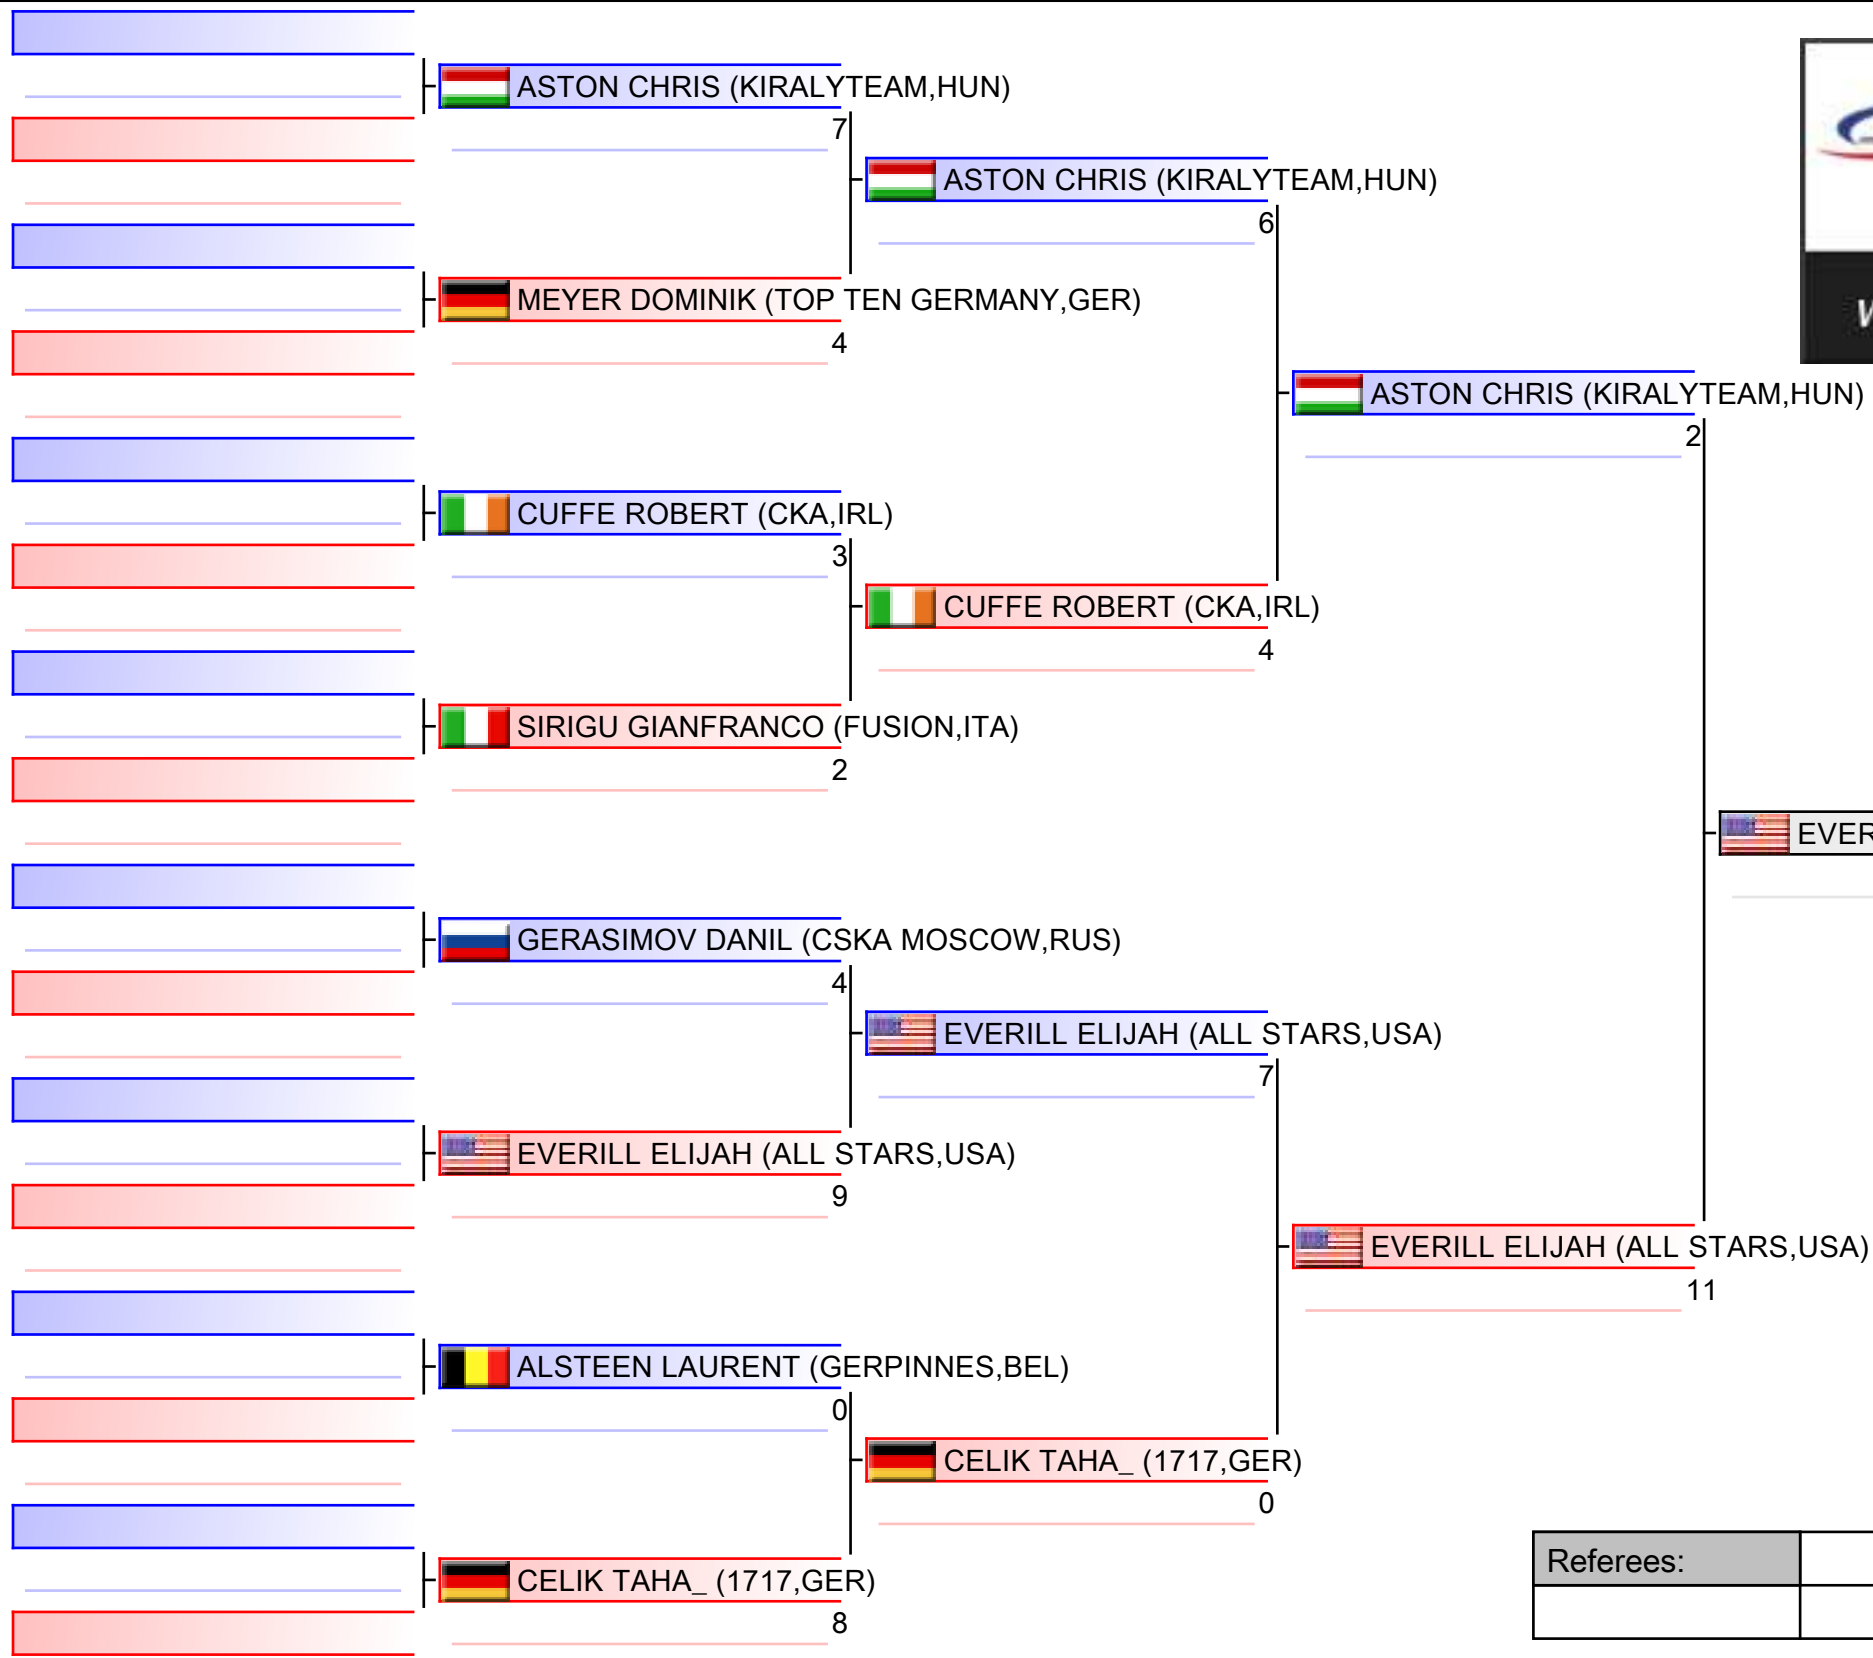 ASTON CHRIS (KIRALYTEAM,HUN)
7
MEYER DOMINIK (TOP TEN GERMANY,GER)
4
CUFFE ROBERT (CKA,IRL)
3
SIRIGU GIANFRANCO (FUSION,ITA)
2
GERASIMOV DANIL (CSKA MOSCOW,RUS)
4
EVERILL ELIJAH (ALL STARS,USA)
9
ALSTEEN LAURENT (GERPINNES,BEL)
0
CELIK TAHA_ (1717,GER)
8
ASTON CHRIS (KIRALYTEAM,HUN)
6
CUFFE ROBERT (CKA,IRL)
4
EVERILL ELIJAH (ALL STARS,USA)
7
CELIK TAHA_ (1717,GER)
0
ASTON CHRIS (KIRALYTEAM,HUN)
2
EVERILL ELIJAH (ALL STARS,USA)
11
Referees: